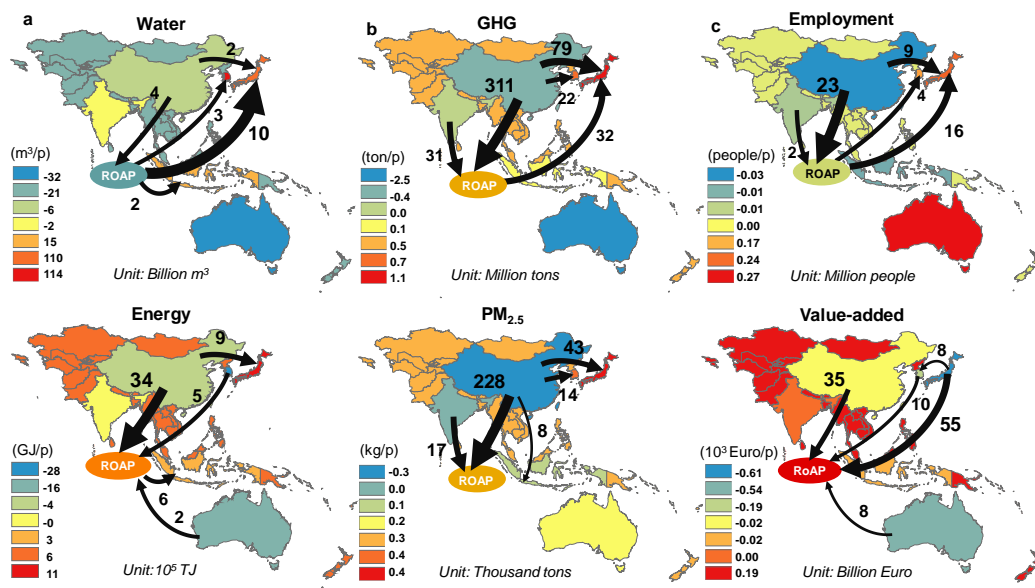 a
Water
2
4
3
10
(m³/p)
-32
-21
-6
-2
15
110
114
ROAP
2
Unit: Billion m³
b
GHG
79
311
22
32
31
(ton/p)
-2.5
-0.4
0.0
0.1
0.5
0.7
1.1
ROAP
Unit: Million tons
c
Employment
9
23
4
16
2
(people/p)
-0.03
-0.01
-0.01
0.00
0.17
0.24
0.27
ROAP
Unit: Million people
Energy
9
34
5
(GJ/p)
-28
-16
-4
-0
3
6
11
ROAP
6
2
Unit:10⁵ TJ
PM2.5
43
228
14
8
17
(kg/p)
-0.3
0.0
0.1
0.2
0.3
0.4
0.4
ROAP
Unit: Thousand tons
Value-added
8
35
10
55
(10³ Euro/p)
-0.61
-0.54
-0.19
-0.02
-0.02
0.00
0.19
RoAP
8
Unit: Billion Euro